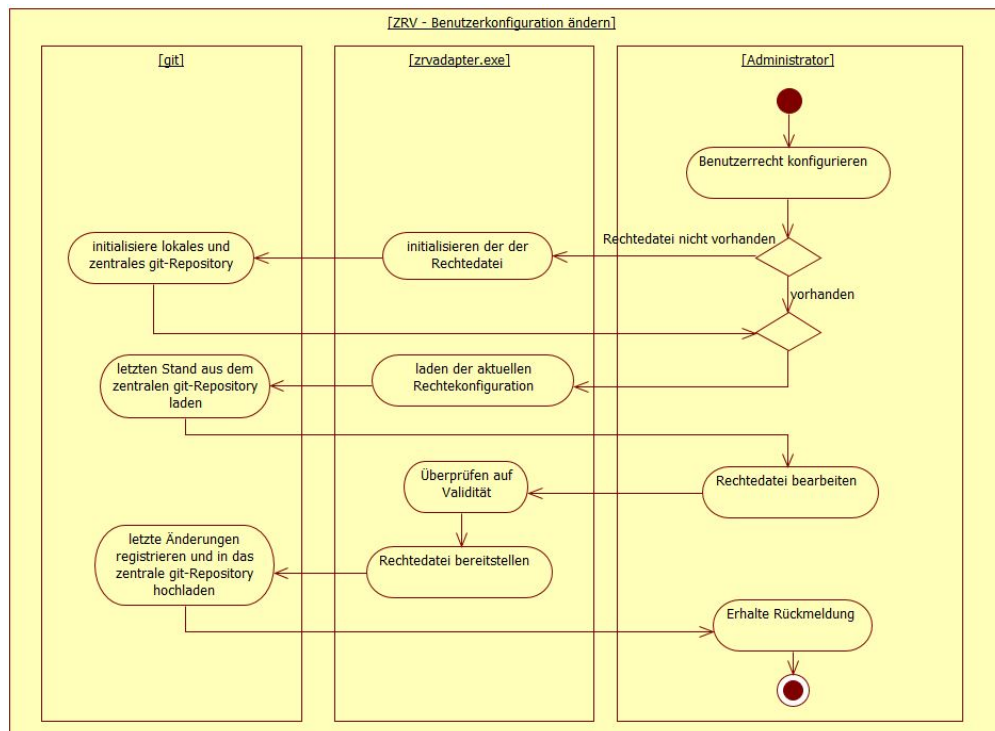 [ZRV - Benutzerkonfiguration ändern]
[git]
[zrvadapter.exe]
[Administrator]
Benutzerrecht konfigurieren
Rechtedatei nicht vorhanden
initialisieren der der
Rechtedatei
initialisiere lokales und
zentrales git-Repository
vorhanden
laden der aktuellen
Rechtekonfiguration
letzten Stand aus dem
zentralen git-Repository
laden
Rechtedatei bearbeiten
Überprüfen auf
Validität
Rechtedatei bereitstellen
letzte Änderungen
registrieren und in das
zentrale git-Repository
hochladen
Erhalte Rückmeldung